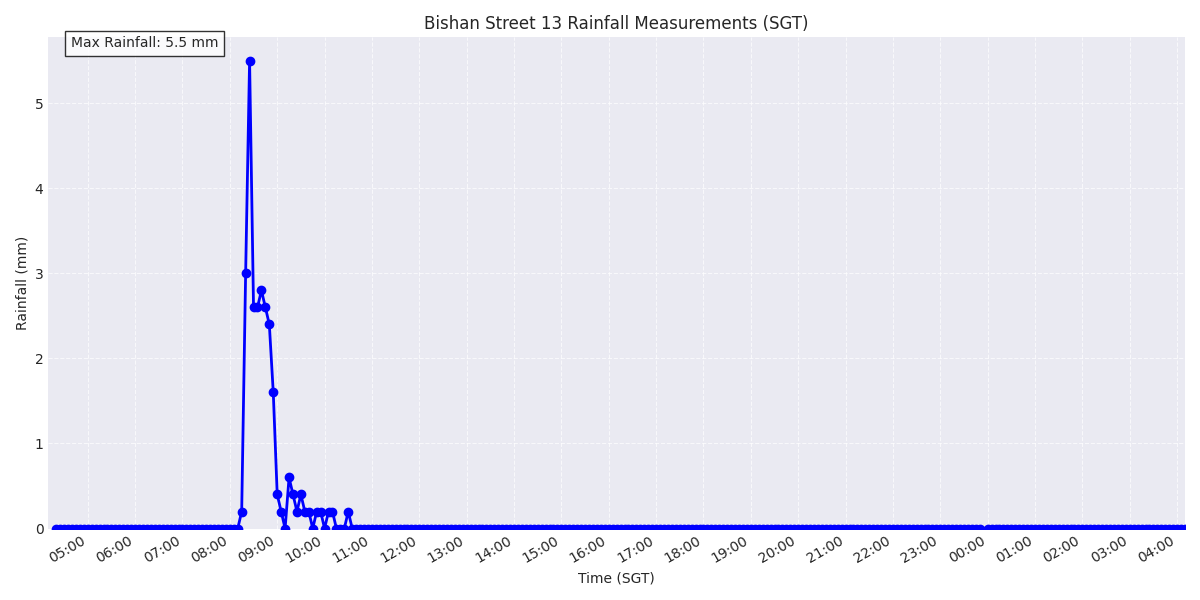 Bishan Street 13 Rainfall Measurements (SGT)
Max Rainfall: 5.5 mm
Rainfall (mm)
5
4
3
2
1
0
05:00 06:00 07:00 08:00 09:00 10:00 11:00 12:00 13:00 14:00 15:00 16:00 17:00 18:00 19:00 20:00 21:00 22:00 23:00 00:00 01:00 02:00 03:00 04:00
Time (SGT)